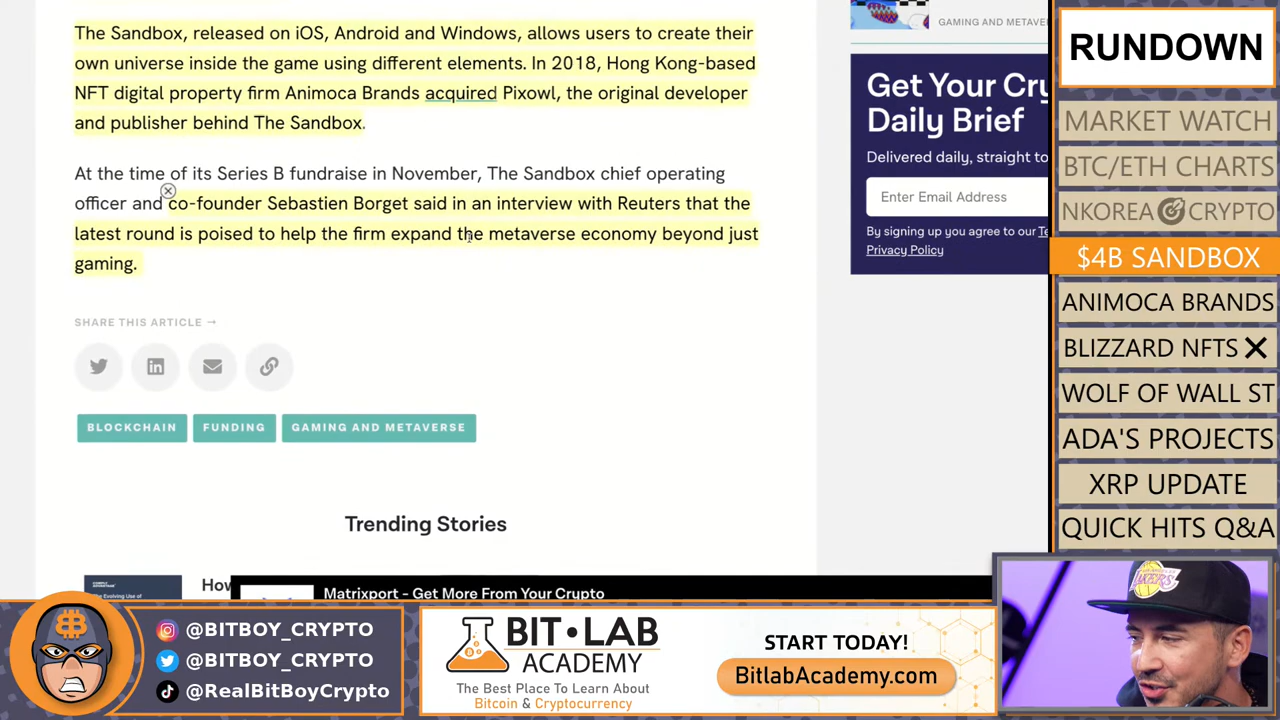 The Sandbox, released on iOS, Android and Windows, allows users to create their
own universe inside the game using different elements. In 2018, Hong Kong-based
NFT digital property firm Animoca Brands acquired Pixowl, the original developer
and publisher behind The Sandbox.
At the time of its Series B fundraise in November, The Sandbox chief operating
officer and co-founder Sebastien Borget said in an interview with Reuters that the
latest round is poised to help the firm expand the metaverse economy beyond just
gaming.
SHARE THIS ARTICLE →
BLOCKCHAIN
FUNDING
GAMING AND METAVERSE
Trending Stories
How
The Evolving Use of
Matrixport - Get More From Your Crypto
GAMING AND METAVER
Get Your Cry
Daily Brief
Delivered daily, straight to
Enter Email Address
By signing up you agree to our Te
Privacy Policy
RUNDOWN
MARKET WATCH
BTC/ETH CHARTS
NKOREA CRYPTO
$4B SANDBOX
ANIMOCA BRANDS
BLIZZARD NFTS
WOLF OF WALL ST
ADA'S PROJECTS
XRP UPDATE
QUICK HITS Q&A
LAKERS
@BITBOY_CRYPTO
@BITBOY_CRYPTO
@RealBitBoyCrypto
BIT•LAB
ACADEMY
The Best Place To Learn About
Bitcoin & Cryptocurrency
START TODAY!
BitlabAcademy.com